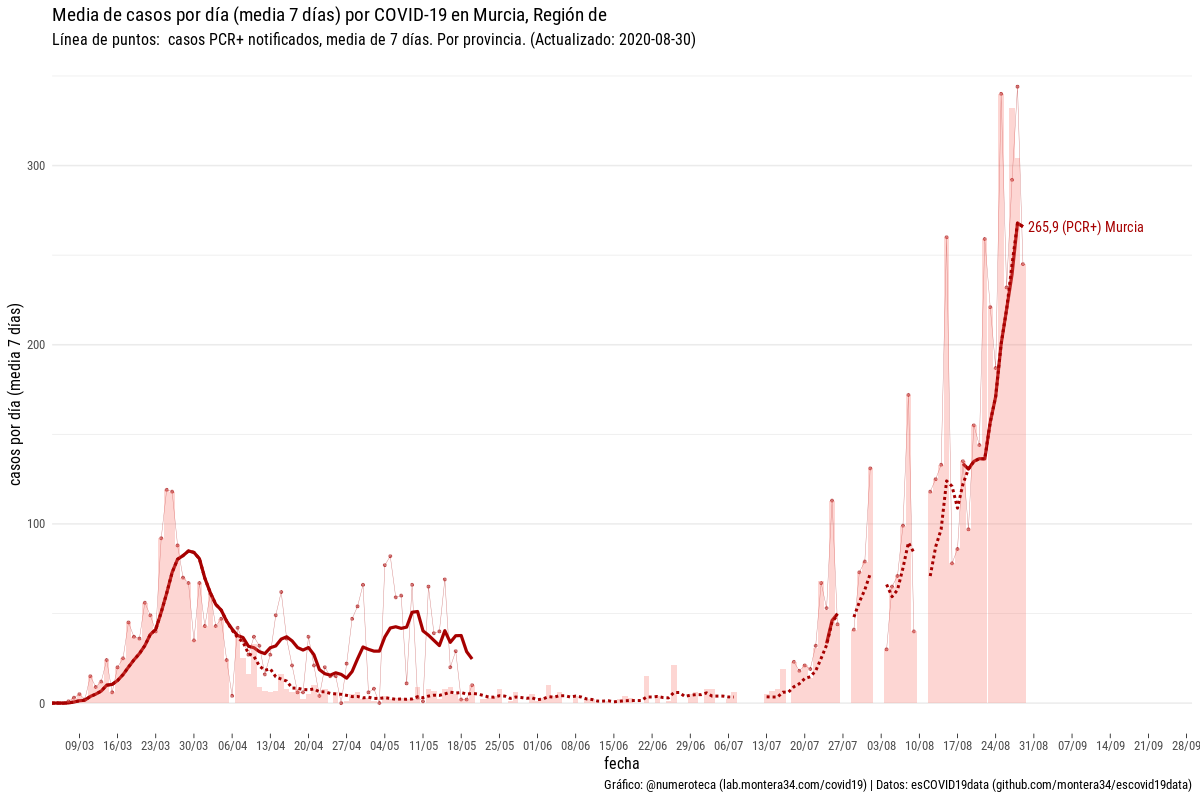 Media de casos por día (media 7 días) por COVID-19 en Murcia, Región de
Línea de puntos:  casos PCR+ notificados, media de 7 días. Por provincia. (Actualizado: 2020-08-30)
casos por día (media 7 días)
300
200
100
0
265,9 (PCR+) Murcia
09/03 16/03 23/03 30/03 06/04 13/04 20/04 27/04 04/05 11/05 18/05 25/05 01/06 08/06 15/06 22/06 29/06 06/07 13/07 20/07 27/07 03/08 10/08 17/08 24/08 31/08 07/09 14/09 21/09 28/09
fecha
Gráfico: @numeroteca (lab.montera34.com/covid19) | Datos: esCOVID19data (github.com/montera34/escovid19data)